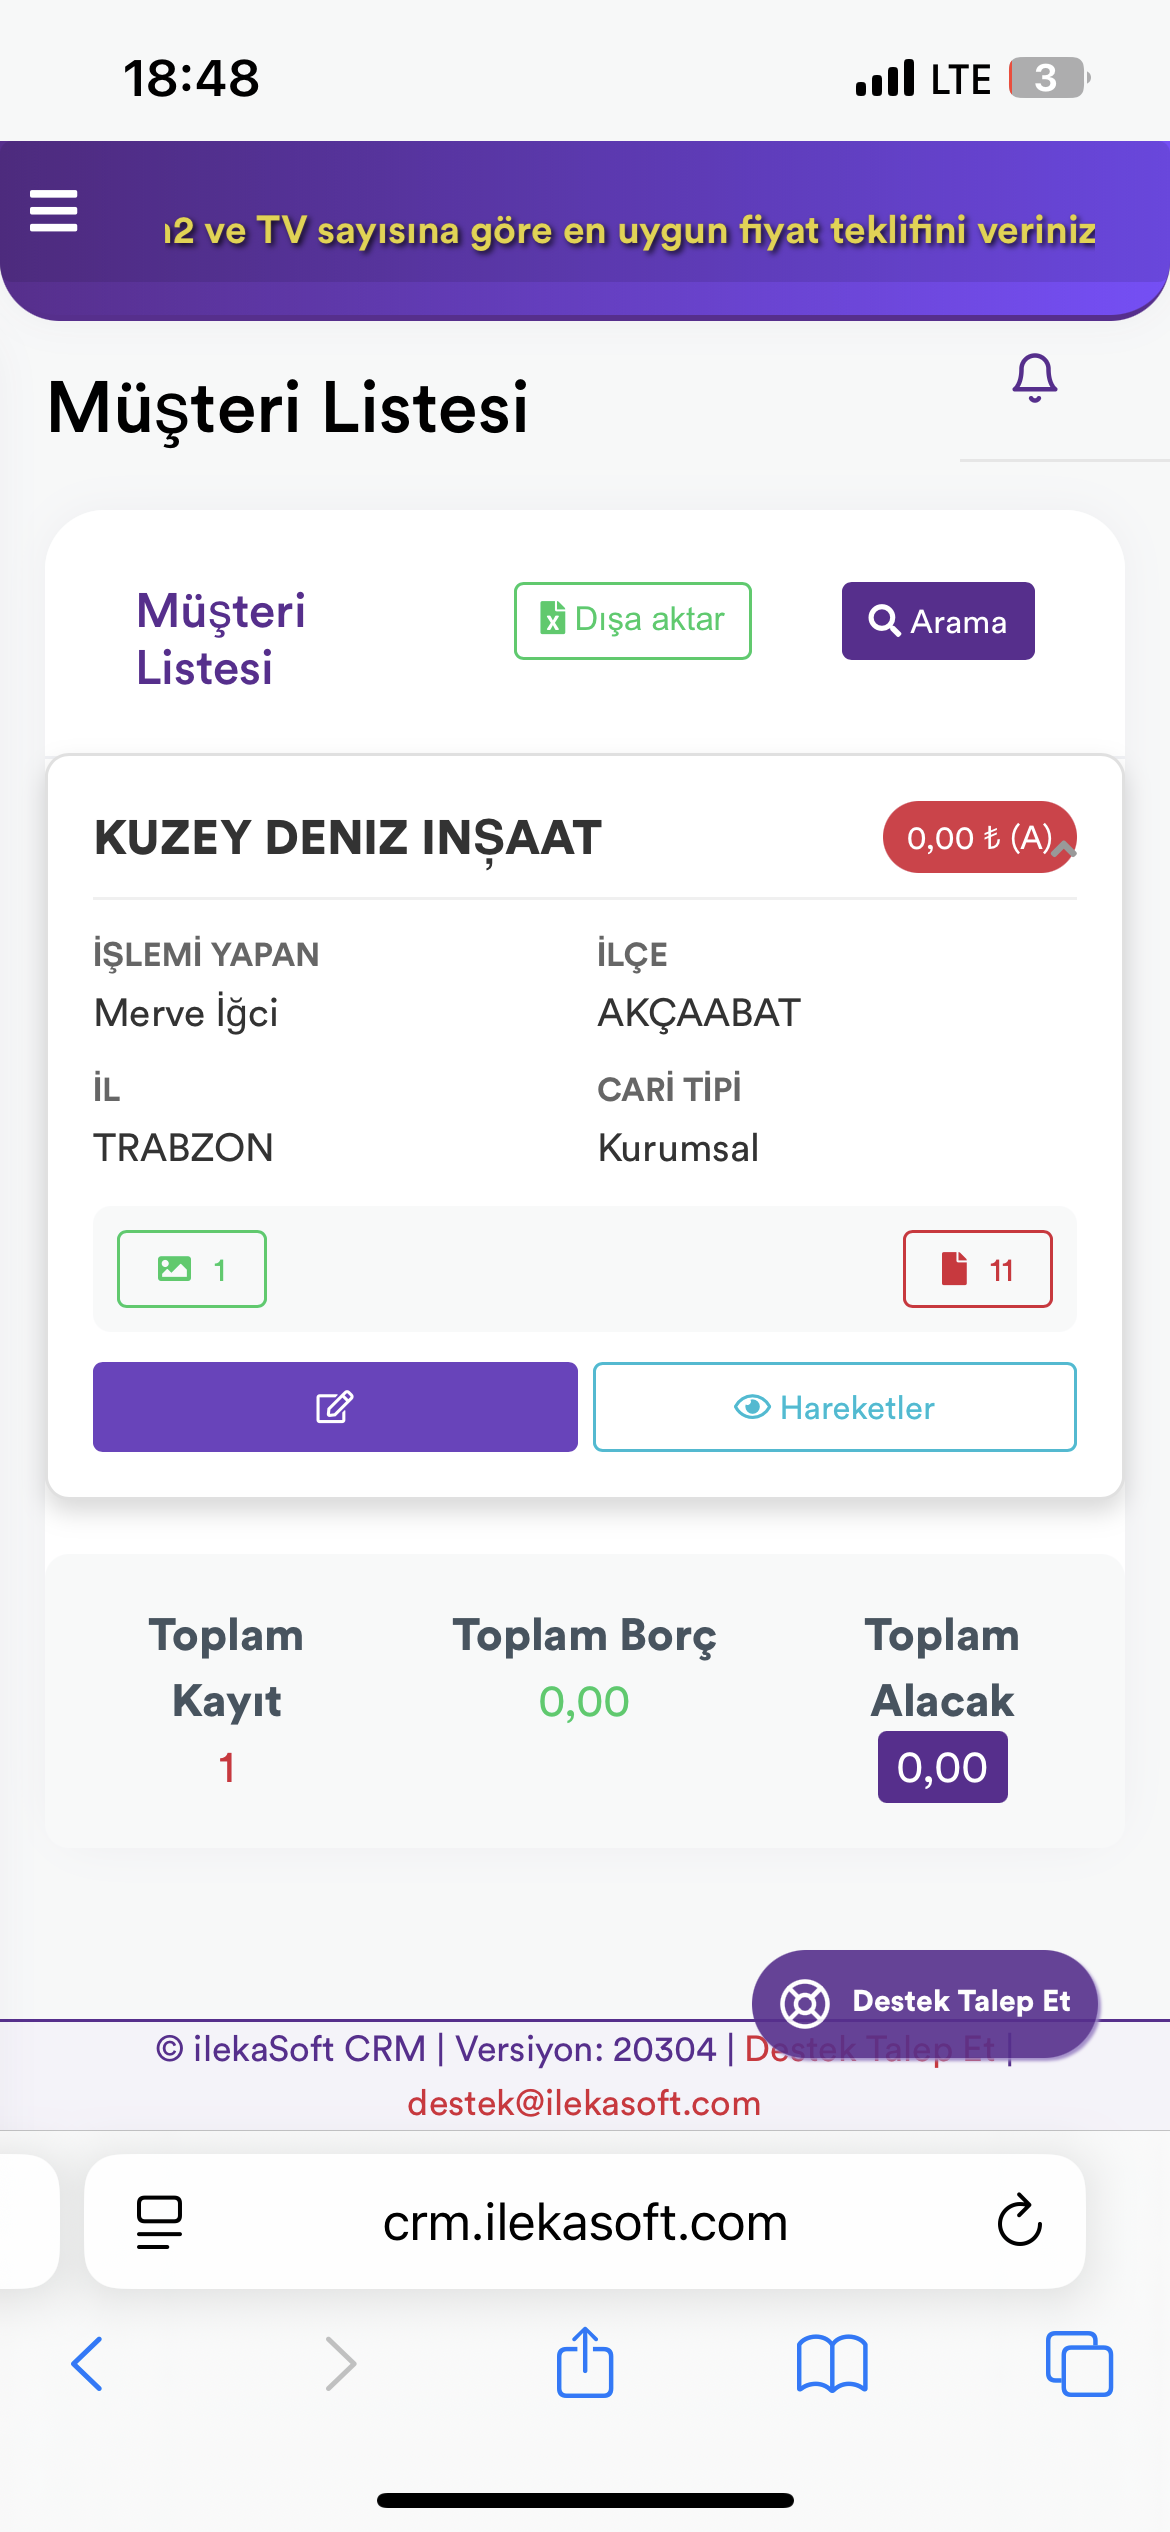 18:48
LTE
3
2 ve TV sayısına göre en uygun fiyat teklifini veriniz
Müşteri Listesi
Müşteri
Listesi
Dışa aktar
Arama
KUZEY DENIZ INŞAAT
0,00 ₺ (A)
İŞLEMİ YAPAN
İLÇE
Merve İğci
AKÇAABAT
İL
CARİ TİPİ
TRABZON
Kurumsal
1
11
Hareketler
Toplam
Kayıt
1
Toplam Borç
0,00
Toplam
Alacak
0,00
Destek Talep Et
© ilekaSoft CRM | Versiyon: 20304 | Destek Talep Et |
destek@ilekasoft.com
crm.ilekasoft.com